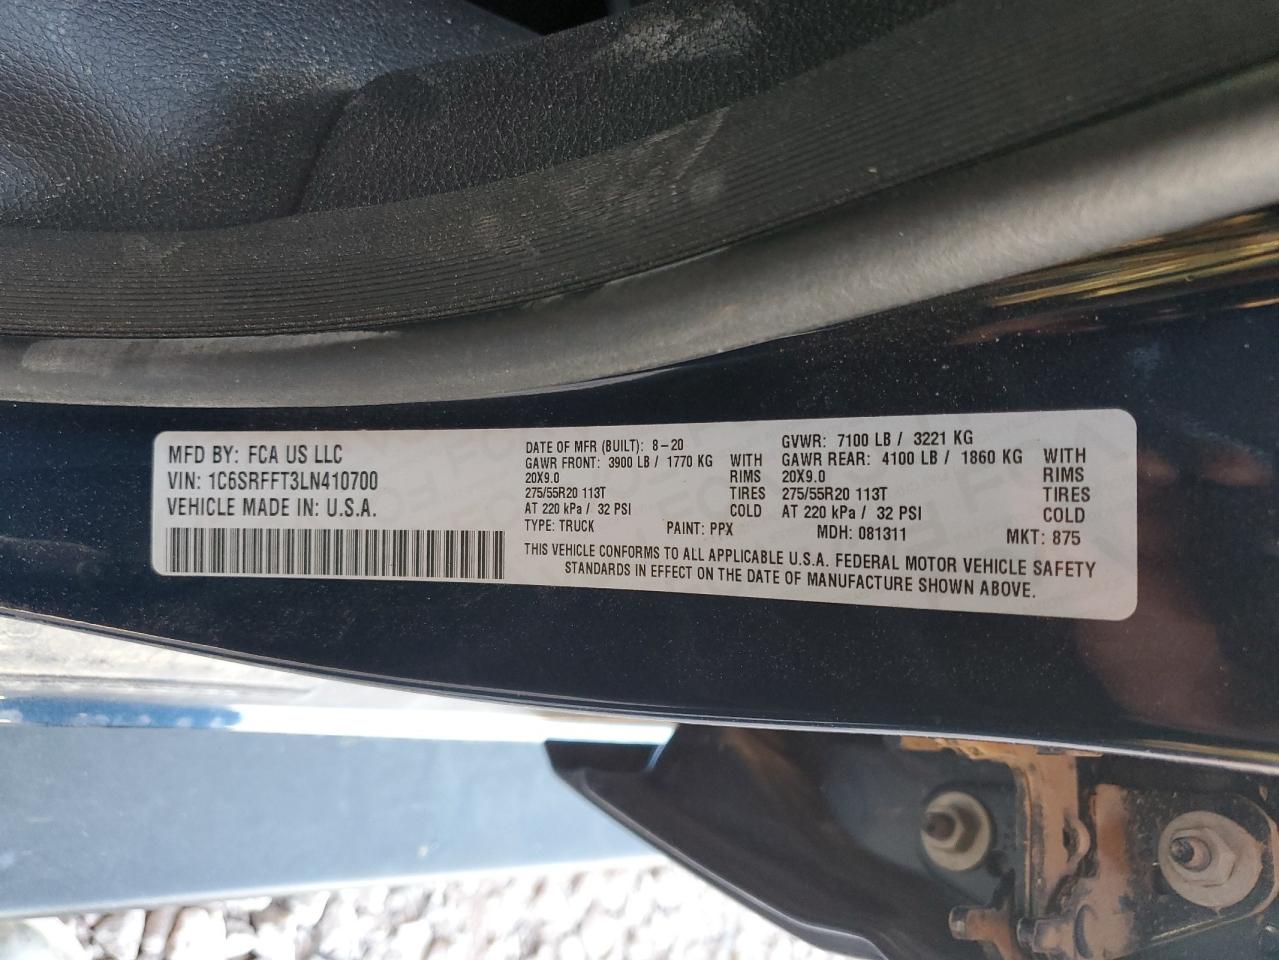 MFD BY: FCA US LLC
VIN: 1C6SRFFT3LN410700
VEHICLE MADE IN: U.S.A.
DATE OF MFR (BUILT): 8-20
GAWR FRONT: 3900 LB / 1770 KG WITH
20X9.0 RIMS
275/55R20 113T TIRES
AT 220 kPa / 32 PSI COLD
TYPE: TRUCK PAINT: PPX MDH: 081311 MKT: 875
GVWR: 7100 LB / 3221 KG
GAWR REAR: 4100 LB / 1860 KG WITH
20X9.0 RIMS
275/55R20 113T TIRES
AT 220 kPa / 32 PSI COLD
THIS VEHICLE CONFORMS TO ALL APPLICABLE U.S.A. FEDERAL MOTOR VEHICLE SAFETY
STANDARDS IN EFFECT ON THE DATE OF MANUFACTURE SHOWN ABOVE.